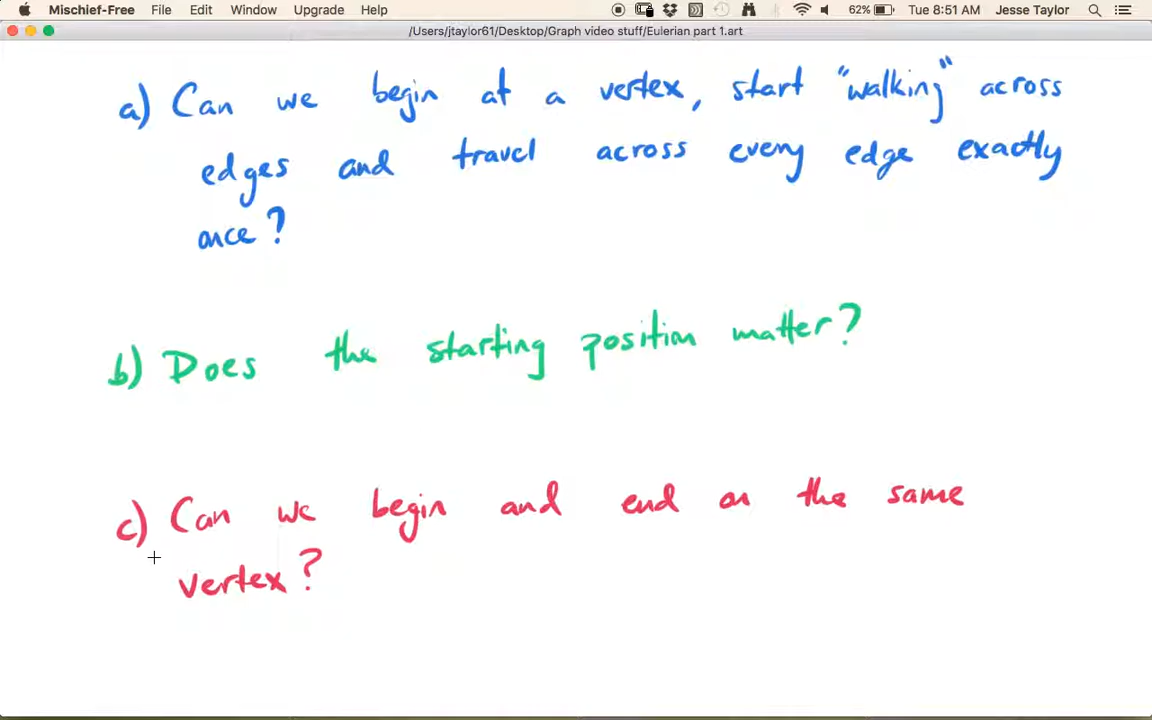 Mischief-Free File Edit Window Upgrade Help 62% Tue 8:51 AM Jesse Taylor
/Users/jtaylor61/Desktop/Graph video stuff/Eulerian part 1.art
a) Can we begin at a vertex, start "walking" across
edges and travel across every edge exactly
once?
b) Does the starting position matter?
c) Can we begin and end on the same
vertex?